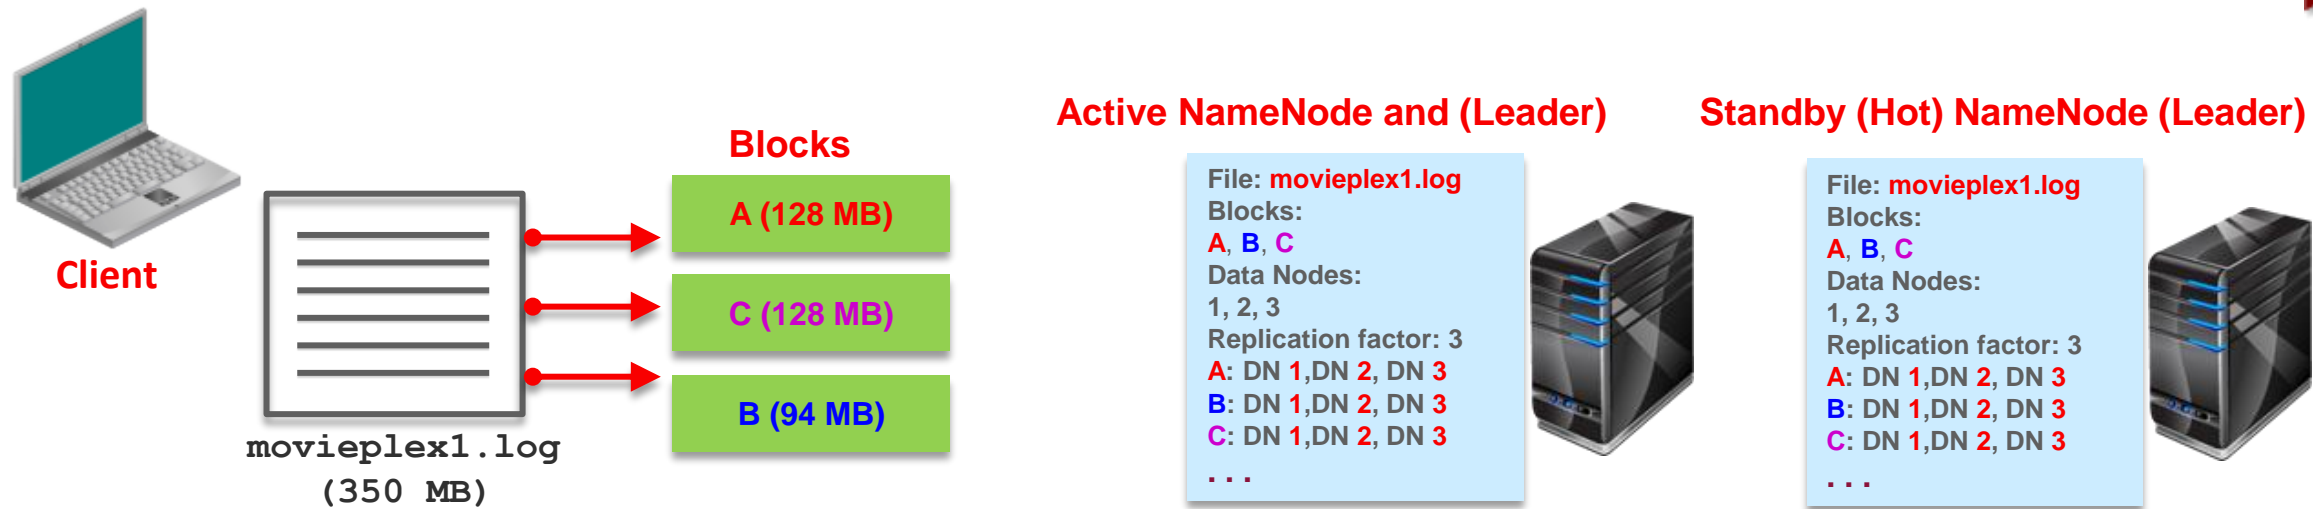 Client
movieplex1.log
(350 MB)
Blocks
A (128 MB)
C (128 MB)
B (94 MB)
Active NameNode and (Leader)
File: movieplex1.log
Blocks:
A, B, C
Data Nodes:
1, 2, 3
Replication factor: 3
A: DN 1,DN 2, DN 3
B: DN 1,DN 2, DN 3
C: DN 1,DN 2, DN 3
. . .
Standby (Hot) NameNode (Leader)
File: movieplex1.log
Blocks:
A, B, C
Data Nodes:
1, 2, 3
Replication factor: 3
A: DN 1,DN 2, DN 3
B: DN 1,DN 2, DN 3
C: DN 1,DN 2, DN 3
. . .